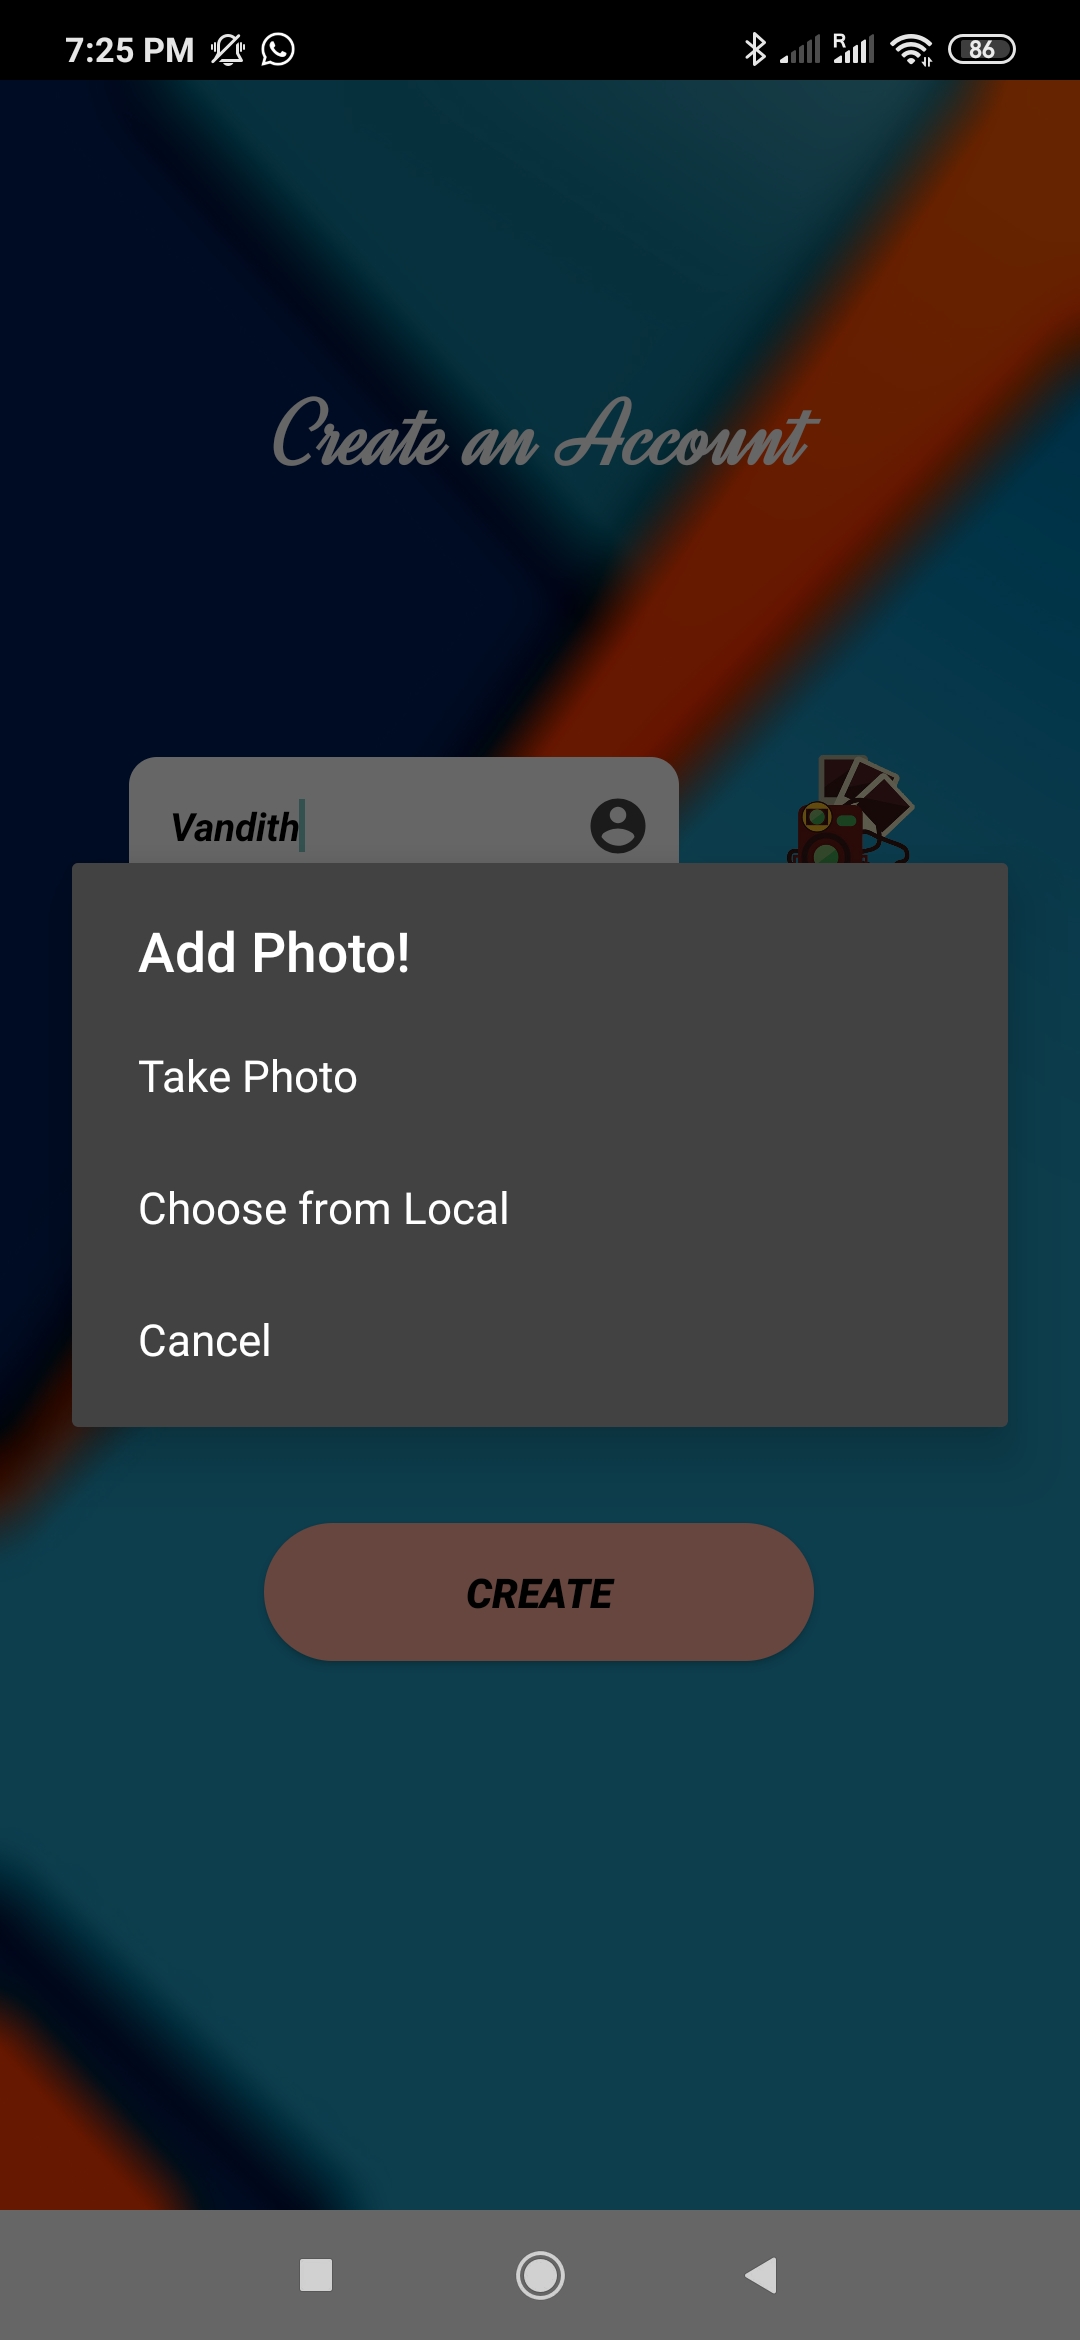 7:25 PM
R
86
Create an Account
Vandith
Add Photo!
Take Photo
Choose from Local
Cancel
CREATE